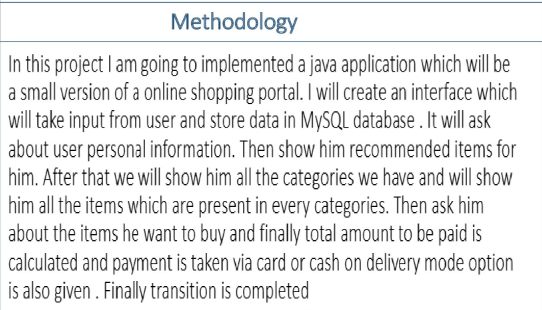 Methodology
In this project I am going to implemented a java application which will be
a small version of a online shopping portal. I will create an interface which
will take input from user and store data in MySQL database . It will ask
about user personal information. Then show him recommended items for
him. After that we will show him all the categories we have and will show
him all the items which are present in every categories. Then ask him
about the items he want to buy and finally total amount to be paid is
calculated and payment is taken via card or cash on delivery mode option
is also given . Finally transition is completed